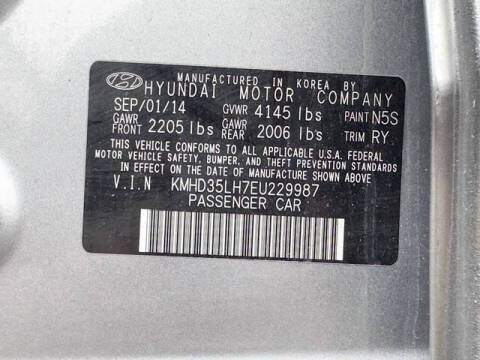 MANUFACTURED IN KOREA BY
HYUNDAI MOTOR COMPANY
SEP/01/14 GVWR 4145 lbs PAINT N5S
GAWR FRONT 2205 lbs GAWR REAR 2006 lbs TRIM RY
THIS VEHICLE CONFORMS TO ALL APPLICABLE U.S.A. FEDERAL
MOTOR VEHICLE SAFETY, BUMPER, AND THEFT PREVENTION STANDARDS
IN EFFECT ON THE DATE OF MANUFACTURE SHOWN ABOVE.
V.I.N KMHD35LH7EU229987
PASSENGER CAR